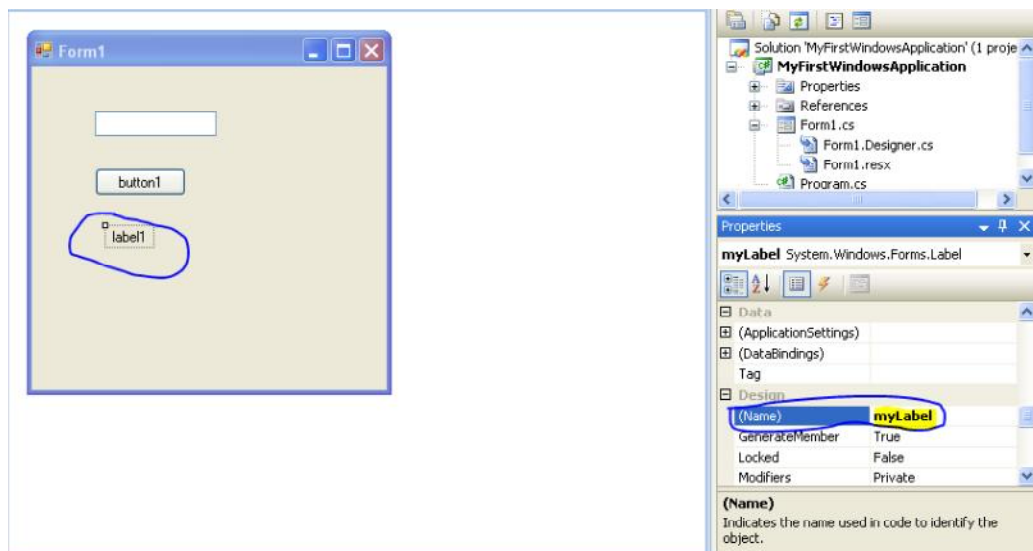 Form1
button1
label1
Solution 'MyFirstWindowsApplication' (1 proje
MyFirstWindowsApplication
Properties
References
Form1.cs
Form1.Designer.cs
Form1.resx
Program.cs
Properties
myLabel System.Windows.Forms.Label
Data
(ApplicationSettings)
(DataBindings)
Tag
Design
(Name) myLabel
GenerateMember True
Locked False
Modifiers Private
(Name)
Indicates the name used in code to identify the
object.